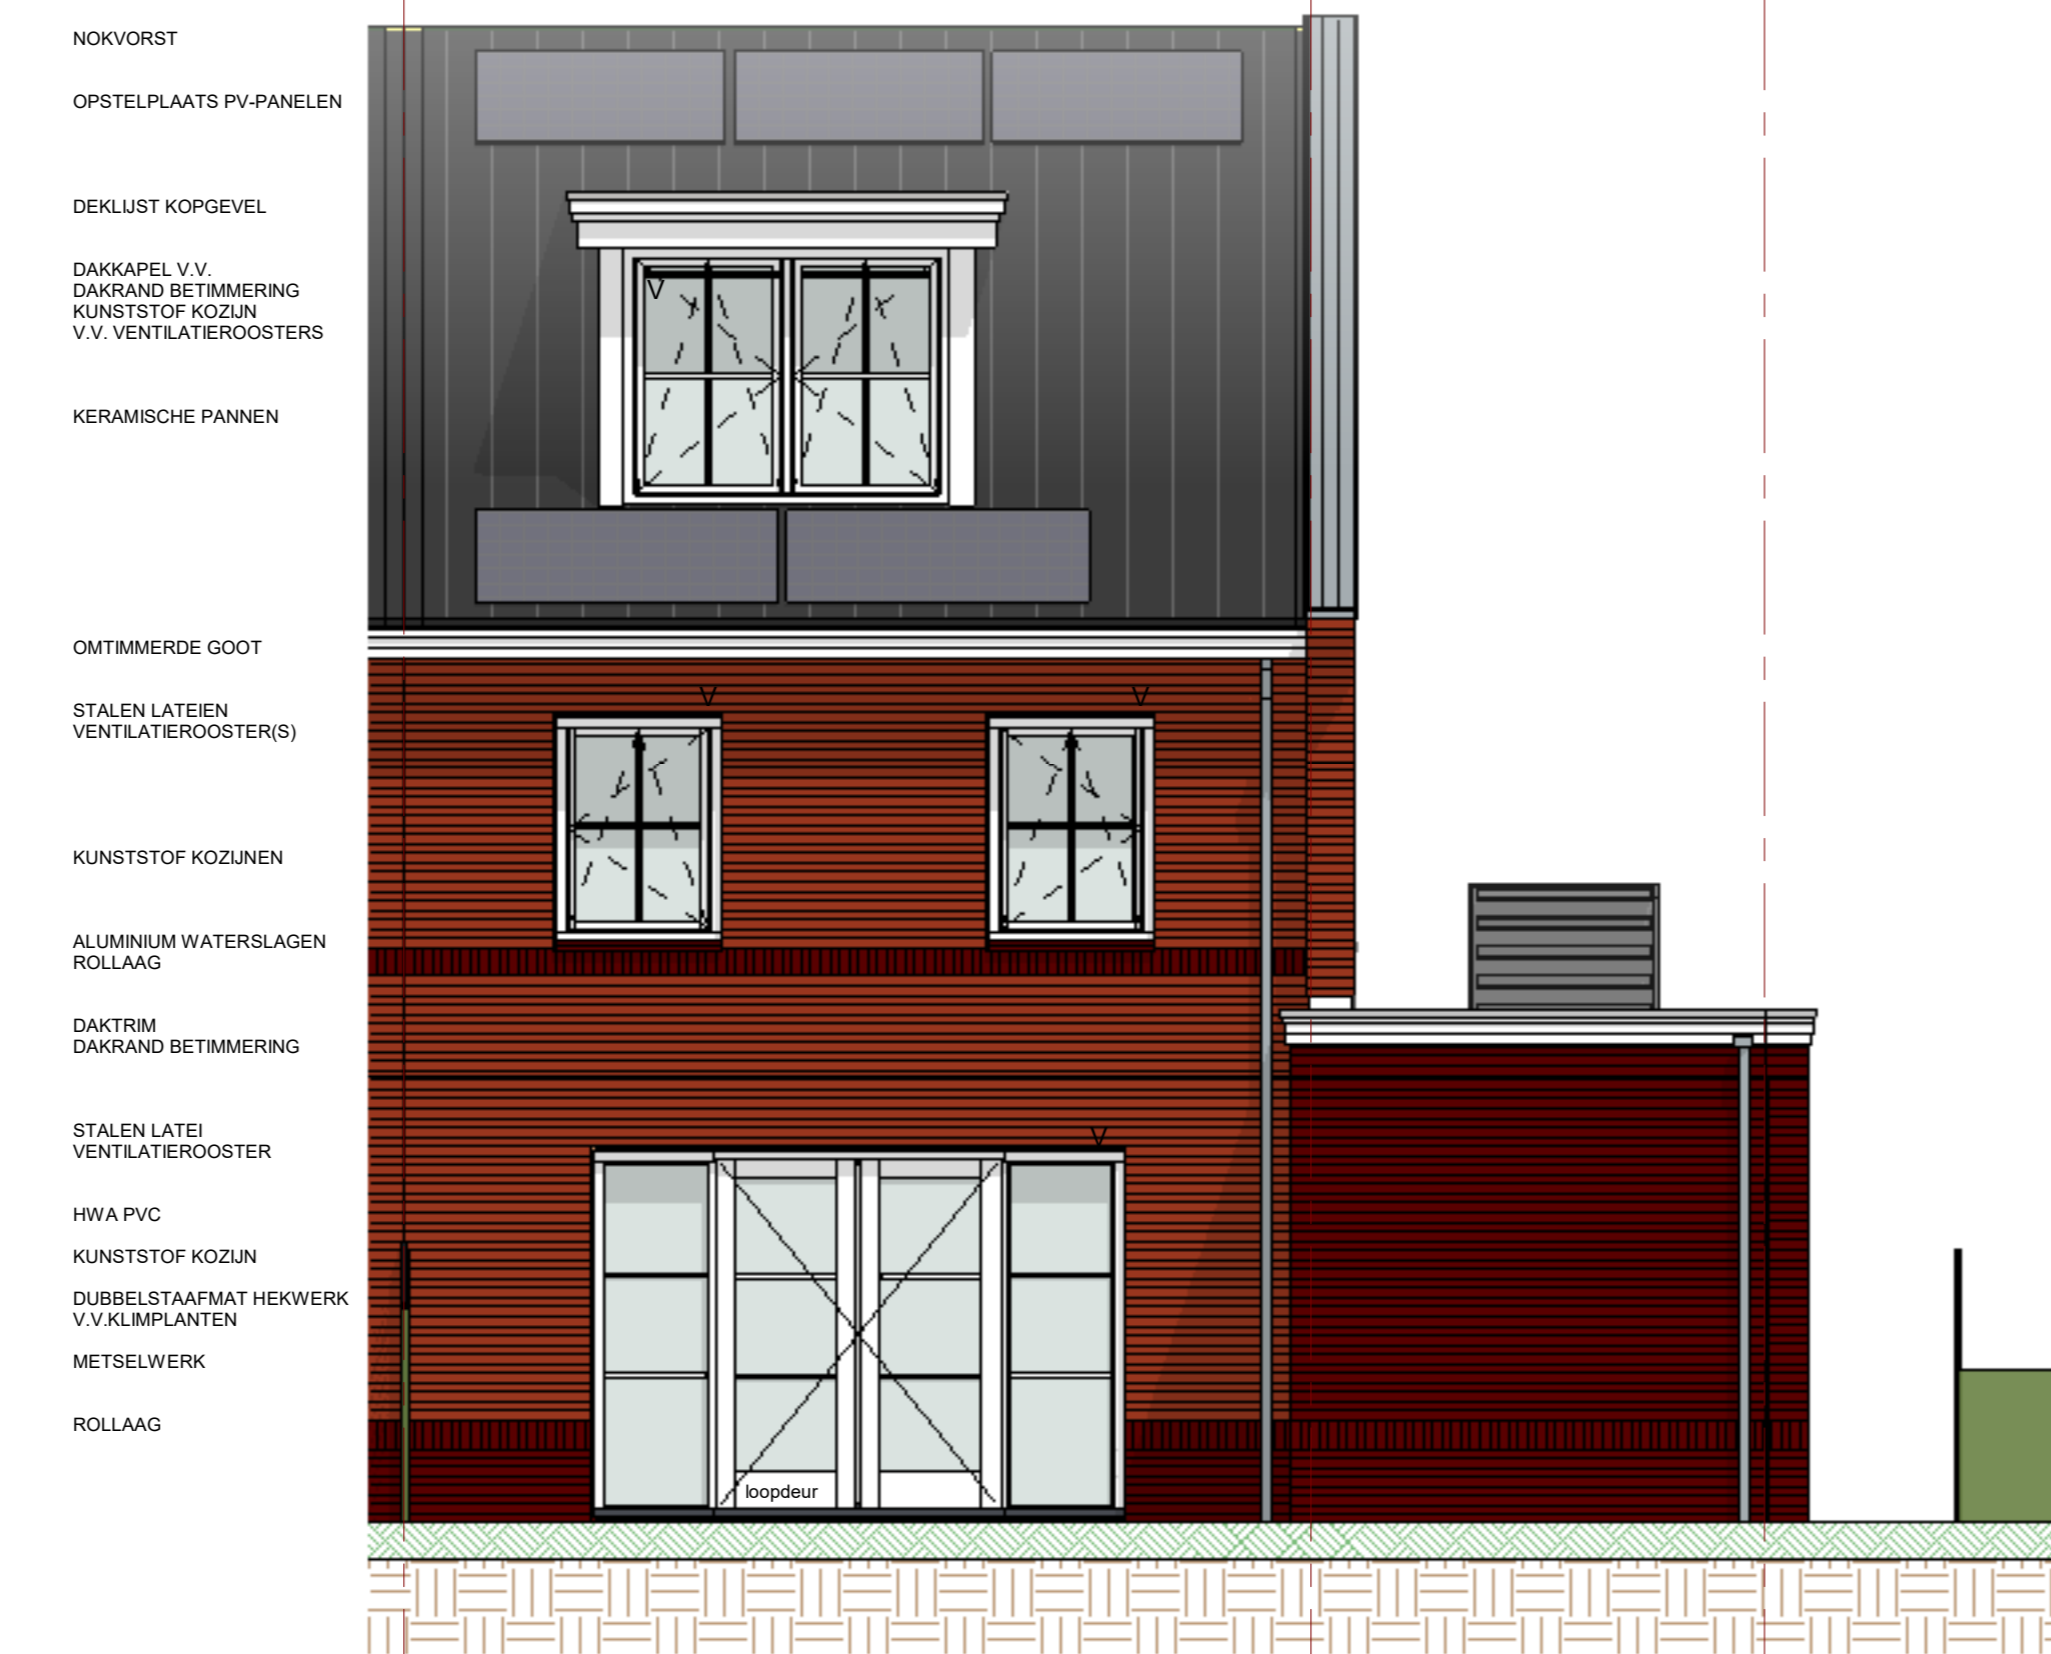 NOKVORST
OPSTELPLAATS PV-PANELEN
DEKLIJST KOPGEVEL
DAKKAPEL V.V.
DAKRAND BETIMMERING
KUNSTSTOF KOZIJN
V.V. VENTILATIEROOSTERS
V
KERAMISCHE PANNEN
OMTIMMERDE GOOT
V V
STALEN LATEIEN
VENTILATIEROOSTER(S)
KUNSTSTOF KOZIJNEN
ALUMINIUM WATERSLAGEN
ROLLAAG
DAKTRIM
DAKRAND BETIMMERING
STALEN LATEI
V
VENTILATIEROOSTER
HWA PVC
KUNSTSTOF KOZIJN
DUBBELSTAAFMAT HEKWERK
V.V.KLIMPLANTEN
METSELWERK
ROLLAAG
loopdeur